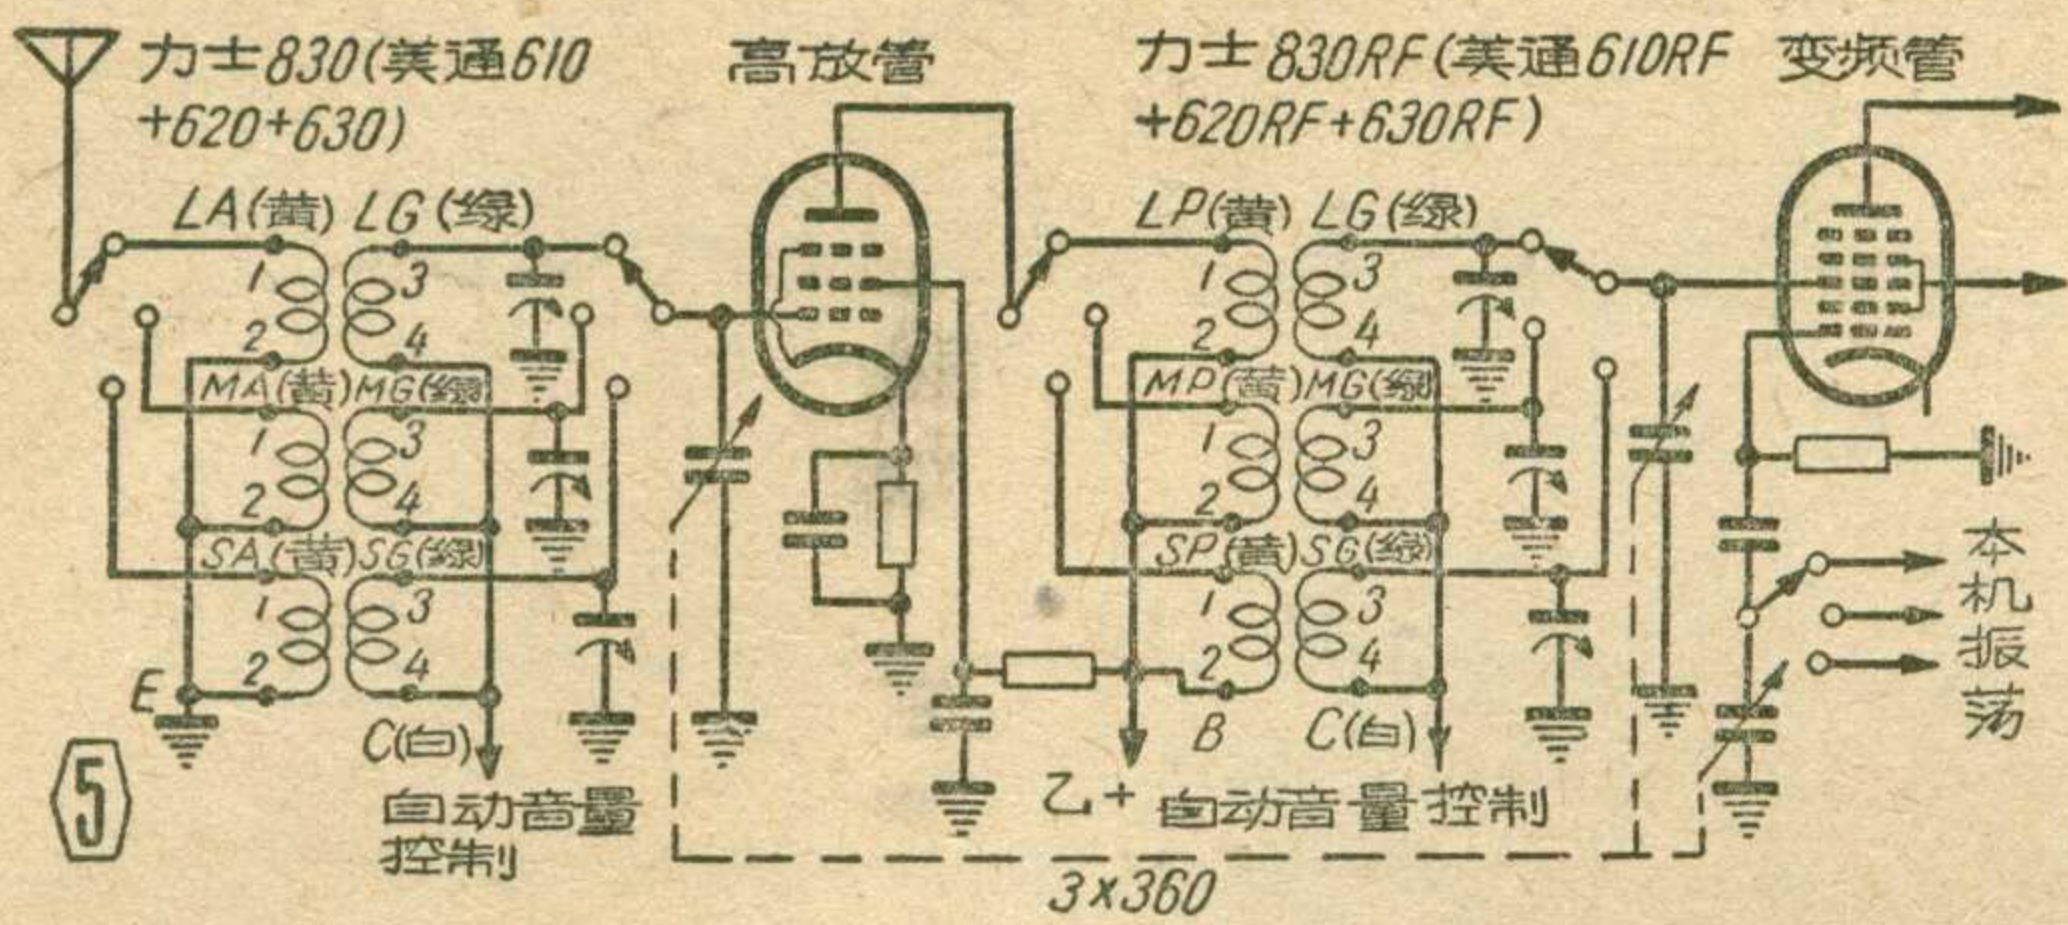 力士830(美通610
+620+630)
高放管
力士830RF(美通610RF
+620RF+630RF)
变频管
LA(黄) LG(绿)
1 3
2 4
MA(黄)MG(绿)
1 3
2 4
SA(黄)SG(绿)
1 3
2 4
E
C(白)
自动音量
控制
LP(黄) LG(绿)
1 3
2 4
MP(黄)MG(绿)
1 3
2 4
SP(黄)SG(绿)
1 3
2 4
B C(白)
乙+ 自动音量控制
本
机
振
荡
3×360
5